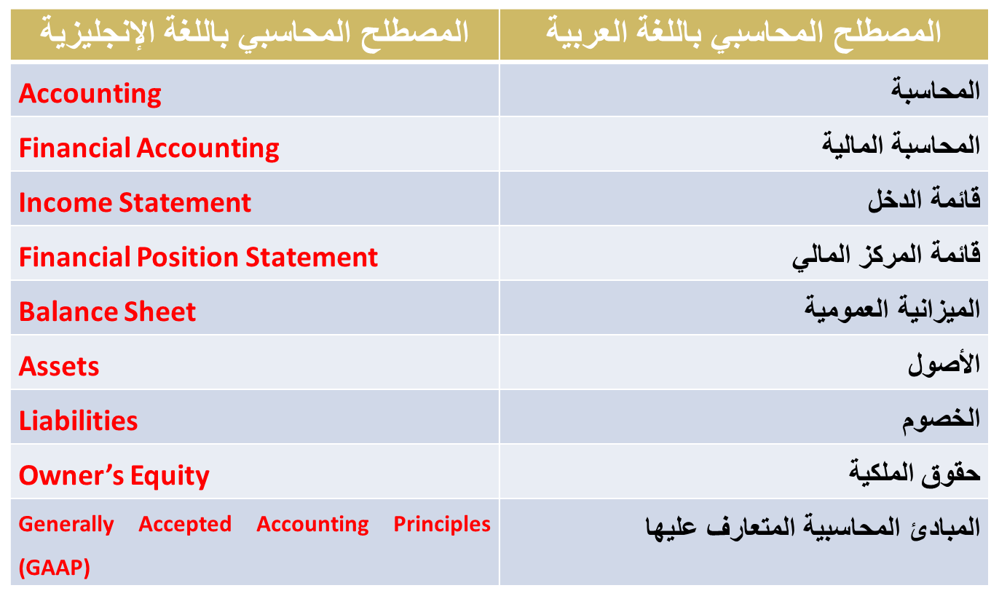 المصطلح المحاسبي باللغة العربية
المصطلح المحاسبي باللغة الإنجليزية
المحاسبة
Accounting
المحاسبة المالية
Financial Accounting
قائمة الدخل
Income Statement
قائمة المركز المالي
Financial Position Statement
الميزانية العمومية
Balance Sheet
الأصول
Assets
الخصوم
Liabilities
حقوق الملكية
Owner’s Equity
المبادئ المحاسبية المتعارف عليها
Generally Accepted Accounting Principles
(GAAP)